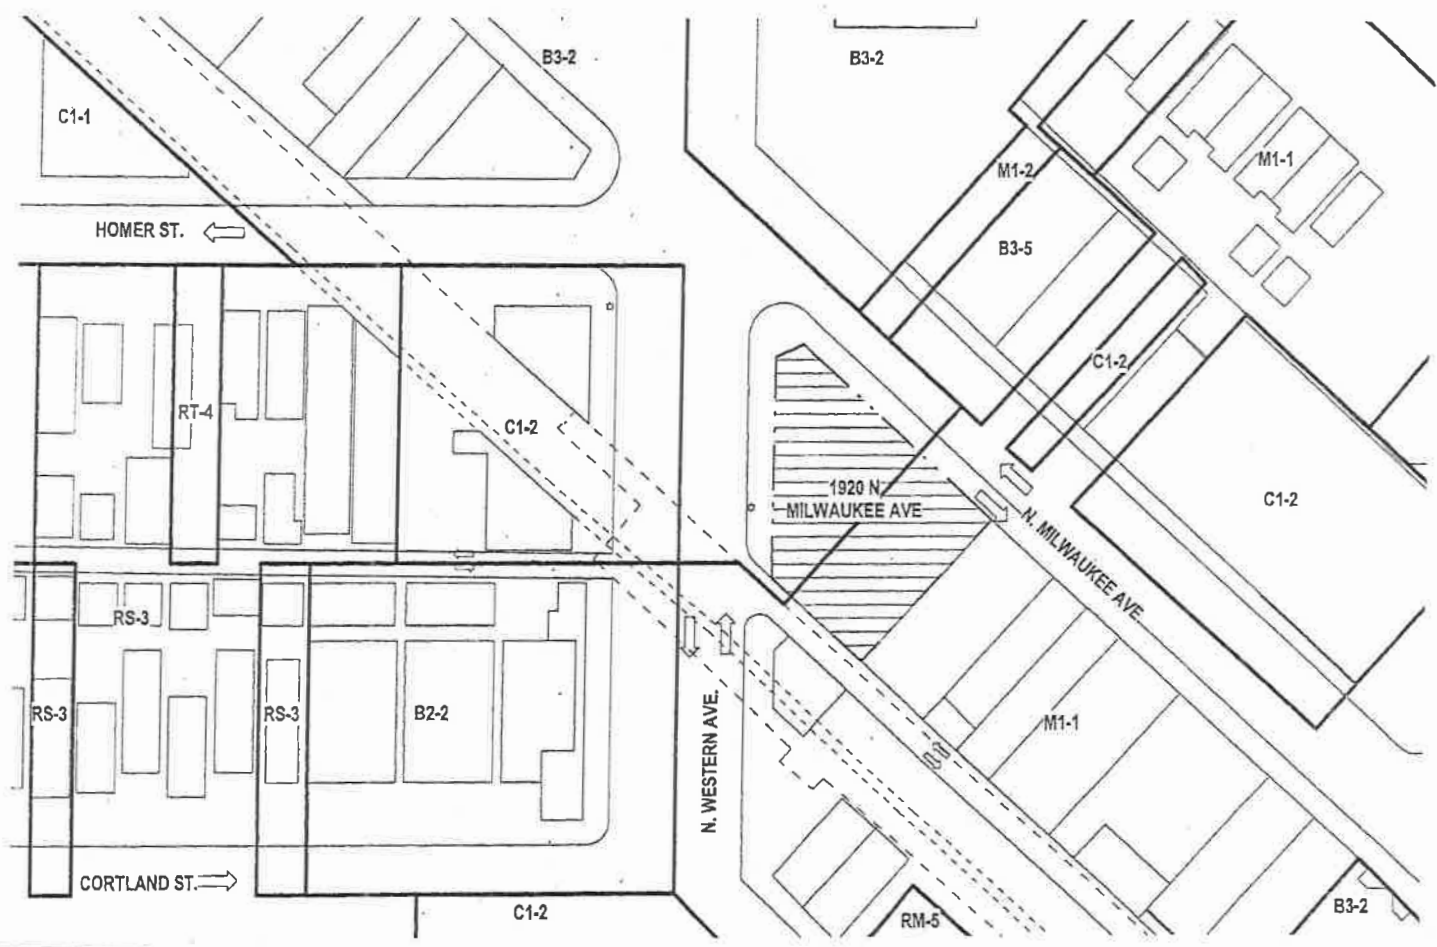 B3-2
B3-2
C1-1
M1-1
M1-2
HOMER ST.
B3-5
C1-2
RT-4
C1-2
1920 N
MILWAUKEE AVE
C1-2
N. MILWAUKEE AVE.
RS-3
RS-3
RS-3
B2-2
N. WESTERN AVE.
M1-1
CORTLAND ST.
C1-2
B3-2
RM-5